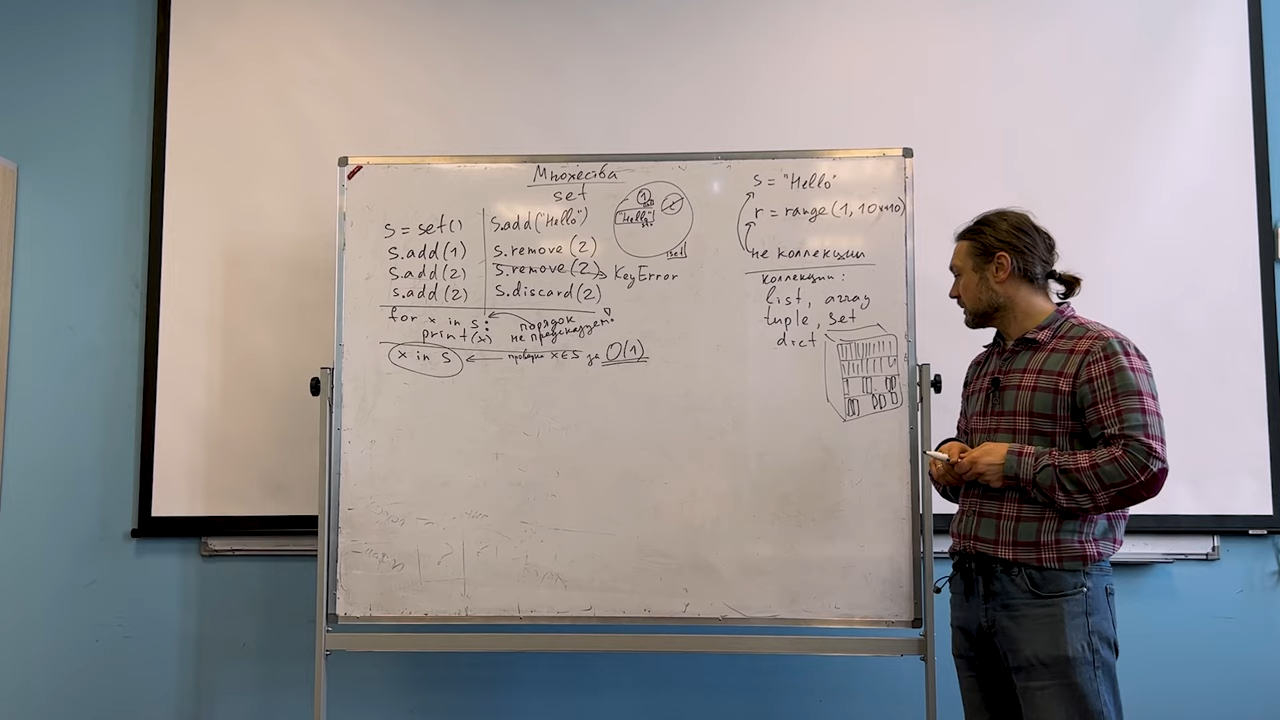 Множества
set
s = set()
s.add(1)
s.add(2)
s.add(2)
s.add("Hello")
s.remove(2)
s.remove(2) → KeyError
s.discard(2)
1
"Hello"
2
set
for x in s:
print(x)
порядок
не предсказуем!
x in s ← проверка x∈S за O(1)
s = "Hello"
r = range(1, 10**10)
не коллекции
коллекции:
list, array
tuple, set
dict